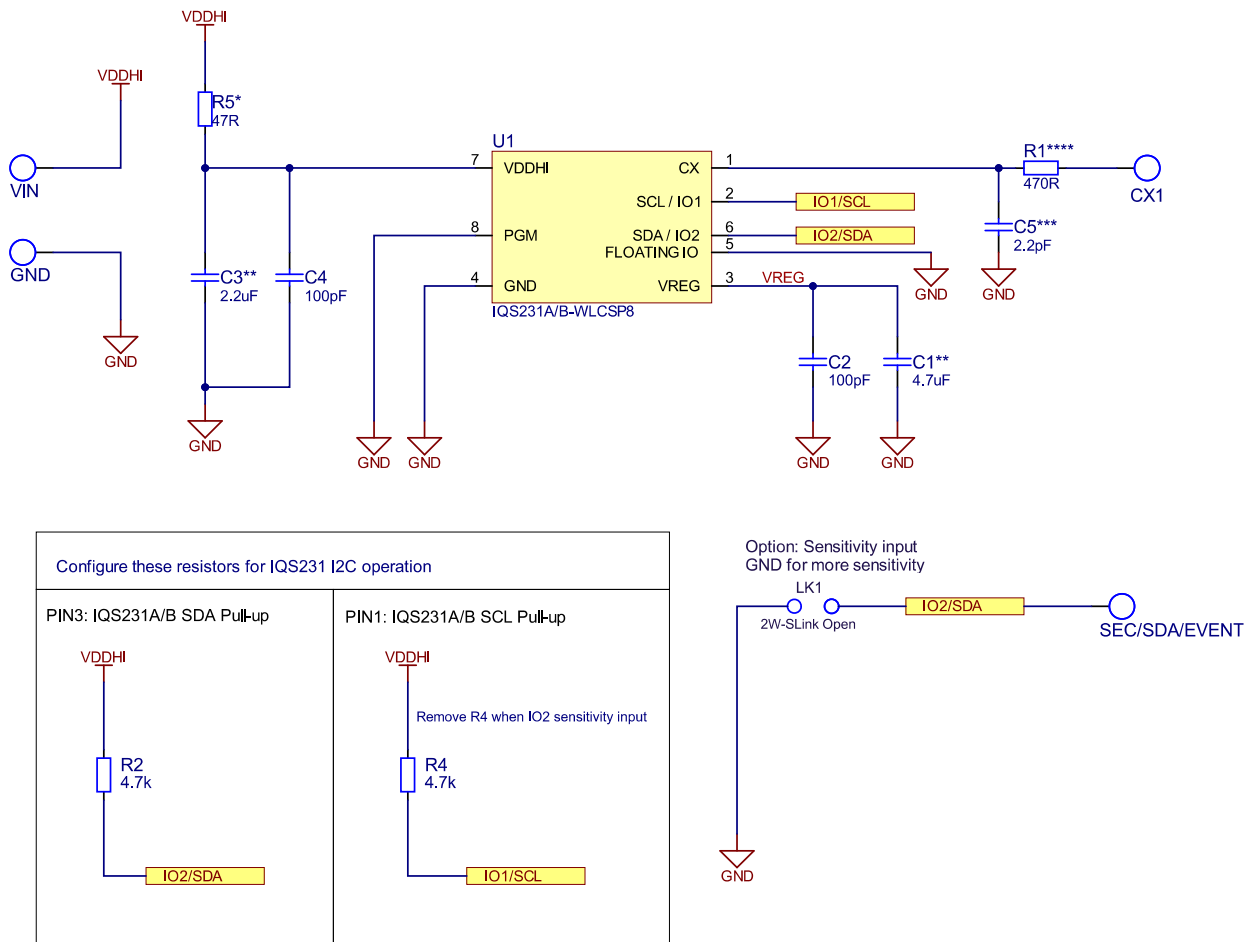 VDDHI
VDDHI
R5*
47R
VIN
GND
GND
C3**
2.2uF
C4
100pF
GND
U1
7
VDDHI
CX
1
SCL / IO1
2
IO1/SCL
8
PGM
SDA / IO2
6
IO2/SDA
FLOATING IO
5
4
GND
VREG
3
VREG
IQS231A/B-WLCSP8
R1****
470R
CX1
C5***
2.2pF
GND
GND
C2
100pF
C1**
4.7uF
GND
GND
GND
GND
Configure these resistors for IQS231 I2C operation
PIN3: IQS231A/B SDA Pull-up
VDDHI
R2
4.7k
IO2/SDA
PIN1: IQS231A/B SCL Pull-up
VDDHI
Remove R4 when IO2 sensitivity input
R4
4.7k
IO1/SCL
Option: Sensitivity input
GND for more sensitivity
LK1
2W-SLink Open
IO2/SDA
SEC/SDA/EVENT
GND